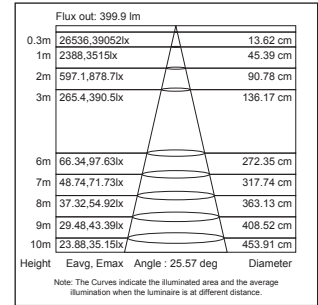 Flux out: 399.9 lm
0.3m 26536,39052lx 13.62 cm
1m 2388,3515lx 45.39 cm
2m 597.1,878.7lx 90.78 cm
3m 265.4,390.5lx 136.17 cm
6m 66.34,97.63lx 272.35 cm
7m 48.74,71.73lx 317.74 cm
8m 37.32,54.92lx 363.13 cm
9m 29.48,43.39lx 408.52 cm
10m 23.88,35.15lx 453.91 cm
Height Eavg, Emax Angle : 25.57 deg Diameter
Note: The Curves indicate the illuminated area and the average
illumination when the luminaire is at different distance.